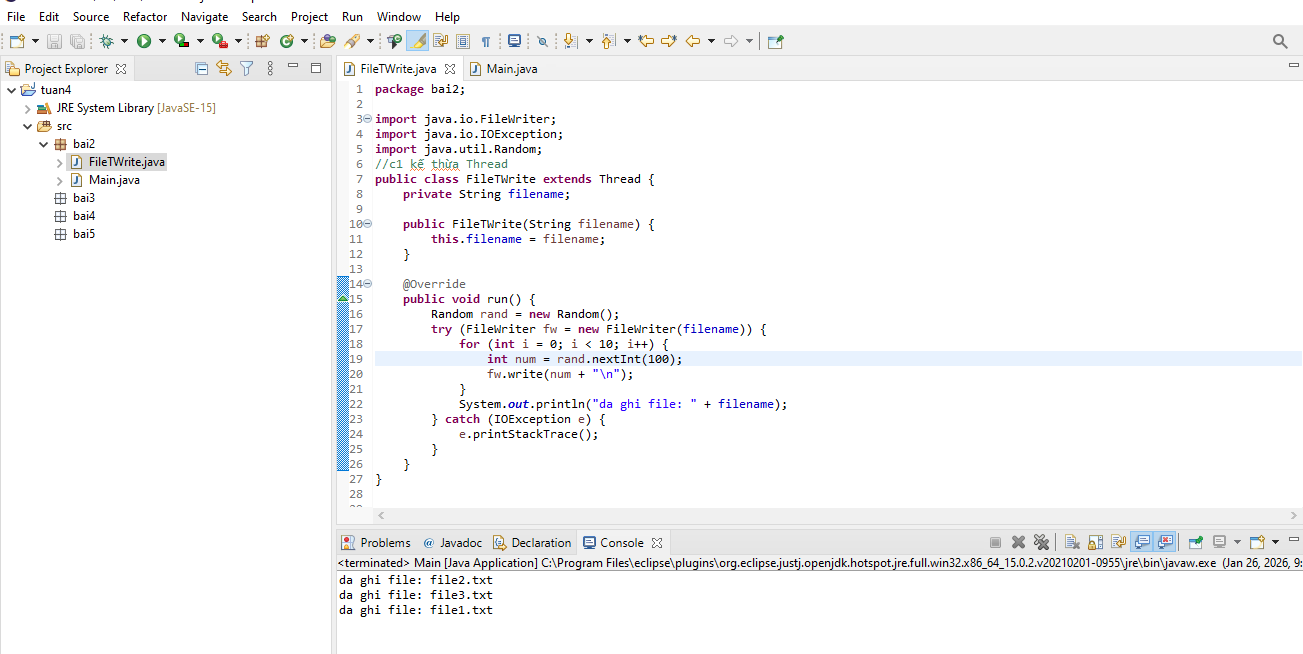 File Edit Source Refactor Navigate Search Project Run Window Help
Project Explorer
FileTWrite.java
Main.java
tuan4
JRE System Library [JavaSE-15]
src
bai2
FileTWrite.java
Main.java
bai3
bai4
bai5
1 package bai2;
2
3 import java.io.FileWriter;
4 import java.io.IOException;
5 import java.util.Random;
6 //c1 kế thừa Thread
7 public class FileTWrite extends Thread {
8 private String filename;
9
10 public FileTWrite(String filename) {
11 this.filename = filename;
12 }
13
14 @Override
15 public void run() {
16 Random rand = new Random();
17 try (FileWriter fw = new FileWriter(filename)) {
18 for (int i = 0; i < 10; i++) {
19 int num = rand.nextInt(100);
20 fw.write(num + "\n");
21 }
22 System.out.println("da ghi file: " + filename);
23 } catch (IOException e) {
24 e.printStackTrace();
25 }
26 }
27 }
28
Problems @ Javadoc Declaration Console
<terminated> Main [Java Application] C:\Program Files\eclipse\plugins\org.eclipse.justj.openjdk.hotspot.jre.full.win32.x86_64_15.0.2.v20210201-0955\jre\bin\javaw.exe (Jan 26, 2026, 9:
da ghi file: file2.txt
da ghi file: file3.txt
da ghi file: file1.txt